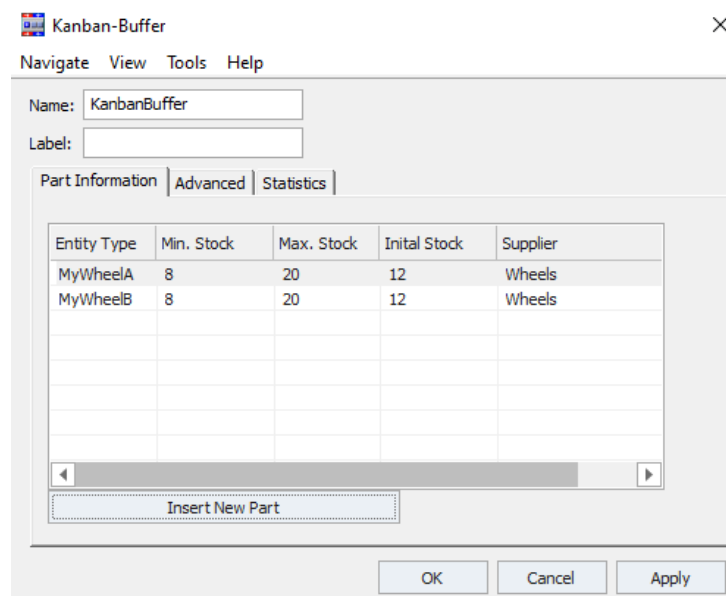 Kanban-Buffer
Navigate View Tools Help
Name: KanbanBuffer
Label:
Part Information Advanced Statistics
Entity Type Min. Stock Max. Stock Inital Stock Supplier
MyWheelA 8 20 12 Wheels
MyWheelB 8 20 12 Wheels
Insert New Part
OK Cancel Apply